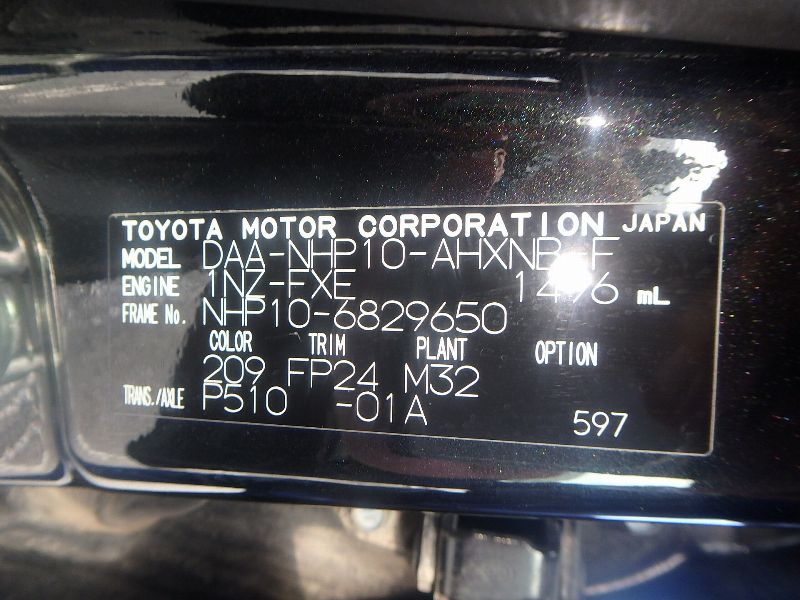 TOYOTA MOTOR CORPORATION JAPAN
MODEL DAA-NHP10-AHXNB-F
ENGINE 1NZ-FXE 1496 mL
FRAME No. NHP10-6829650
COLOR TRIM PLANT OPTION
209 FP24 M32
TRANS./AXLE P510 -01A
597